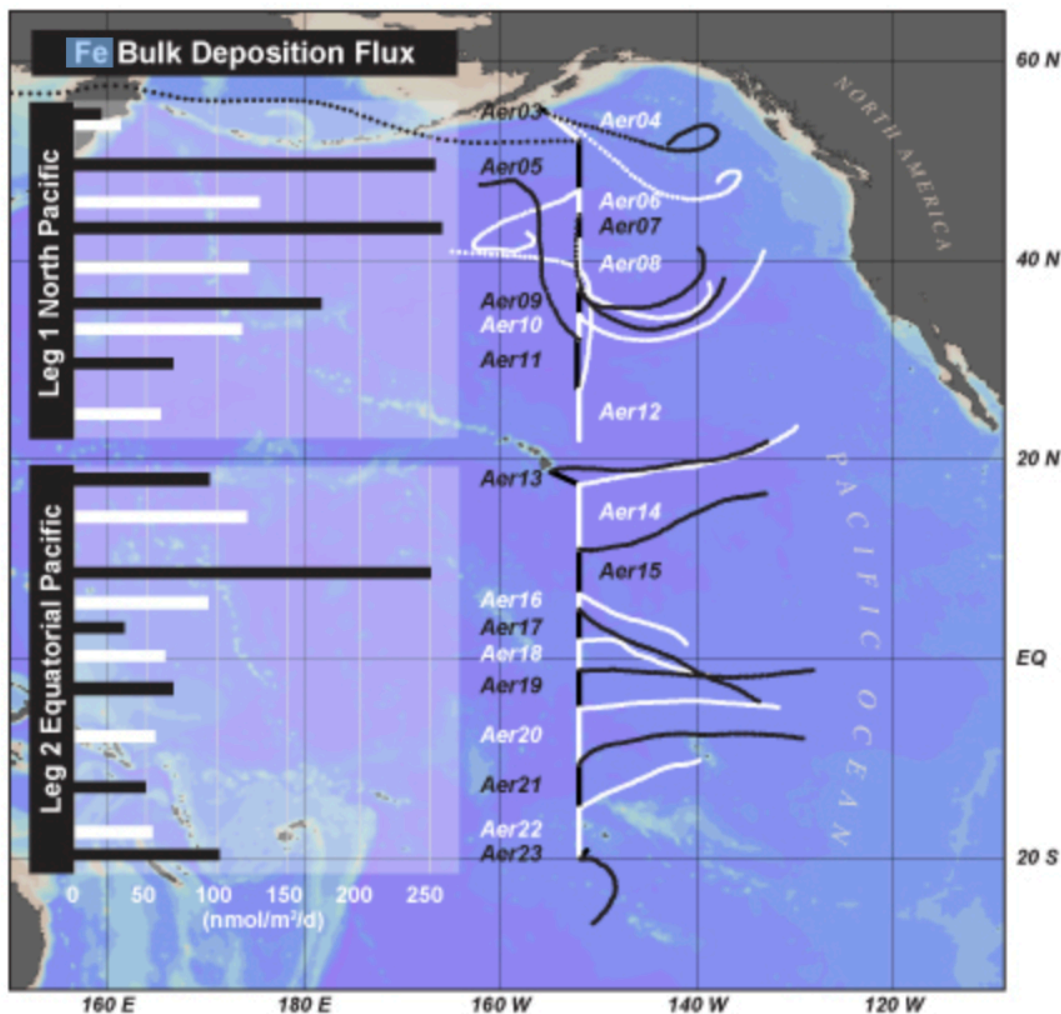 Fe Bulk Deposition Flux
Leg 1 North Pacific
Leg 2 Equatorial Pacific
Aer03
Aer04
Aer05
Aer06
Aer07
Aer08
Aer09
Aer10
Aer11
Aer12
Aer13
Aer14
Aer15
Aer16
Aer17
Aer18
Aer19
Aer20
Aer21
Aer22
Aer23
0 50 100 150 200 250
(nmol/m²/d)
NORTH AMERICA
PACIFIC OCEAN
60 N
40 N
20 N
EQ
20 S
160 E 180 E 160 W 140 W 120 W